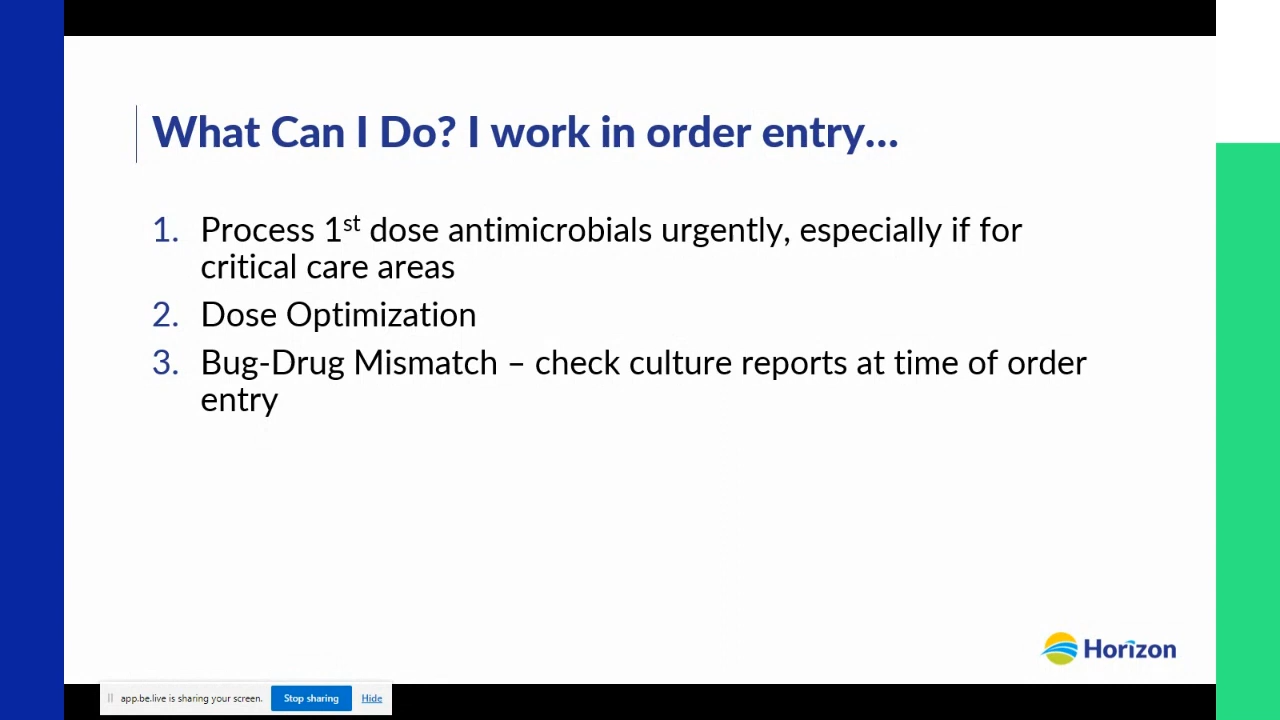 What Can I Do? I work in order entry...
1. Process 1st dose antimicrobials urgently, especially if for
critical care areas
2. Dose Optimization
3. Bug-Drug Mismatch – check culture reports at time of order
entry
Horizon
app.be.live is sharing your screen. Stop sharing Hide